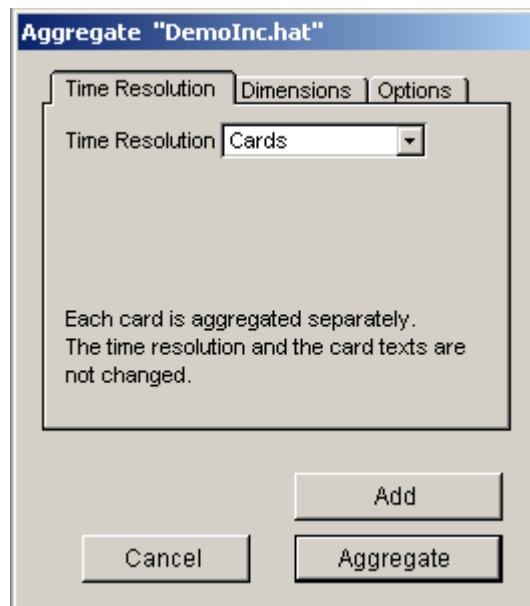 Aggregate "DemoInc.hat"
Time Resolution Dimensions Options
Time Resolution Cards
Each card is aggregated separately.
The time resolution and the card texts are
not changed.
Add
Cancel Aggregate